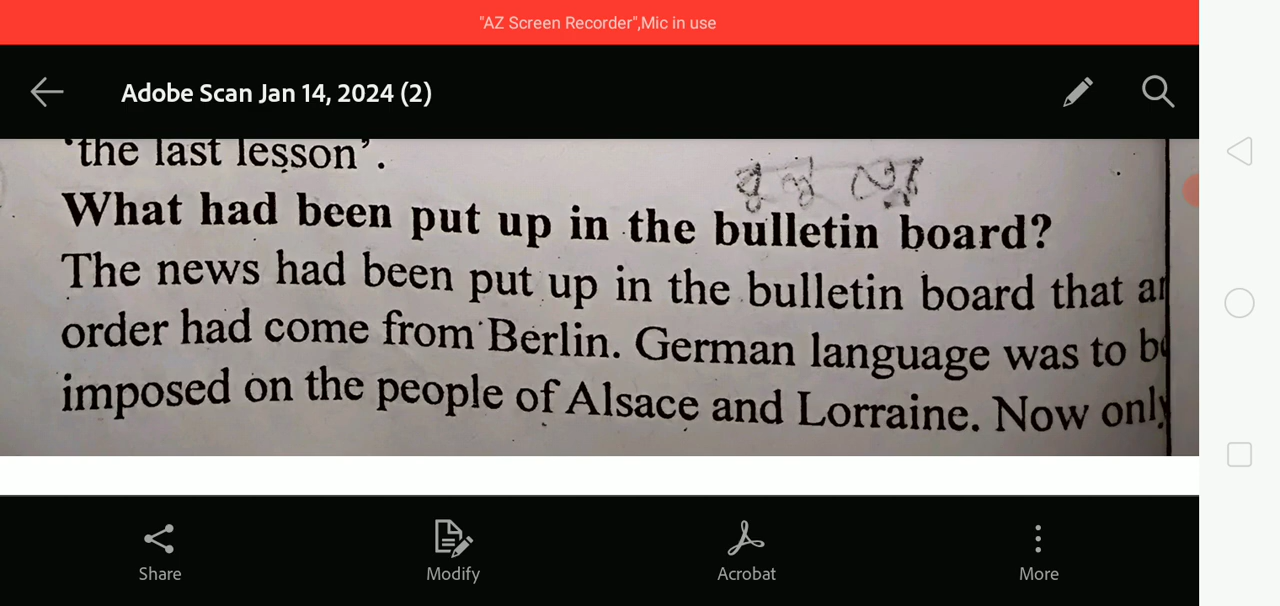 "AZ Screen Recorder",Mic in use
Adobe Scan Jan 14, 2024 (2)
'the last lesson'.
What had been put up in the bulletin board?
The news had been put up in the bulletin board that an
order had come from Berlin. German language was to be
imposed on the people of Alsace and Lorraine. Now only
Share Modify Acrobat More